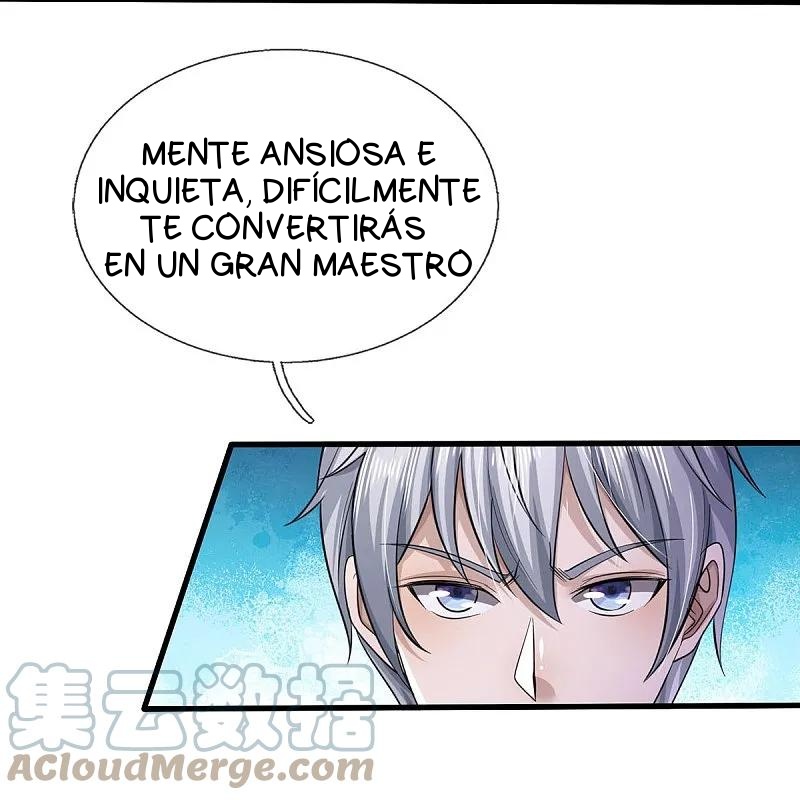 MENTE ANSIOSA E
INQUIETA, DIFÍCILMENTE
TE CONVERTIRÁS
EN UN GRAN MAESTRO
集云数据
ACloudMerge.com